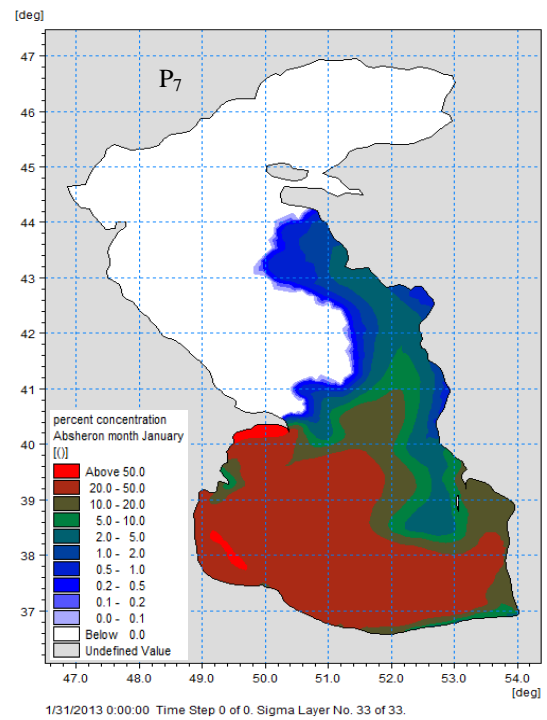 [deg]
P7
47
46
45
44
43
42
41
40
39
38
37
percent concentration
Absheron month January
[()]
Above 50.0
20.0 - 50.0
10.0 - 20.0
5.0 - 10.0
2.0 - 5.0
1.0 - 2.0
0.5 - 1.0
0.2 - 0.5
0.1 - 0.2
0.0 - 0.1
Below 0.0
Undefined Value
47.0 48.0 49.0 50.0 51.0 52.0 53.0 54.0
[deg]
1/31/2013 0:00:00 Time Step 0 of 0. Sigma Layer No. 33 of 33.